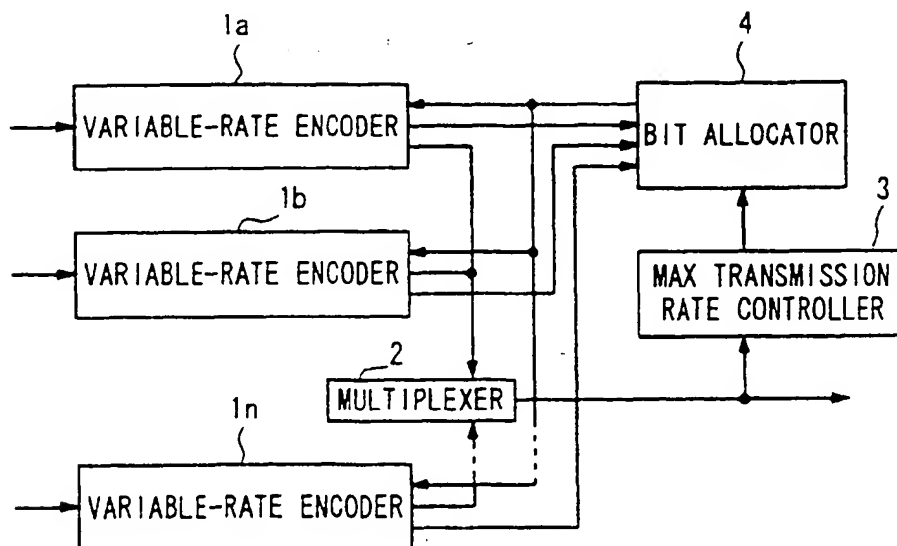 1a
VARIABLE-RATE ENCODER
4
BIT ALLOCATOR
1b
VARIABLE-RATE ENCODER
3
MAX TRANSMISSION
RATE CONTROLLER
2
MULTIPLEXER
1n
VARIABLE-RATE ENCODER